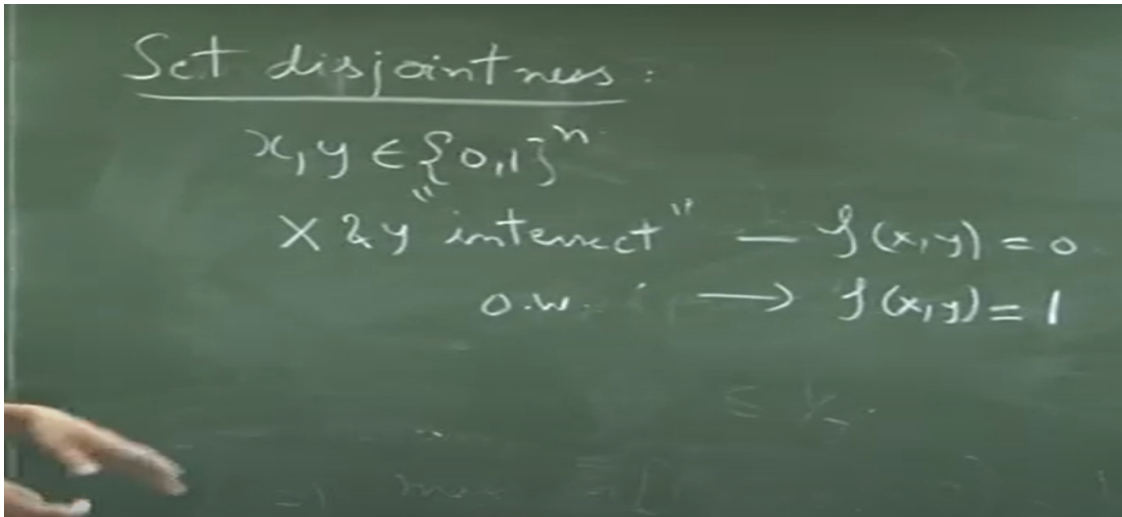 Set disjointness :
x, y ∈ {0,1}^n
X & y "intersect" — f(x,y) = 0
o.w. → f(x,y) = 1